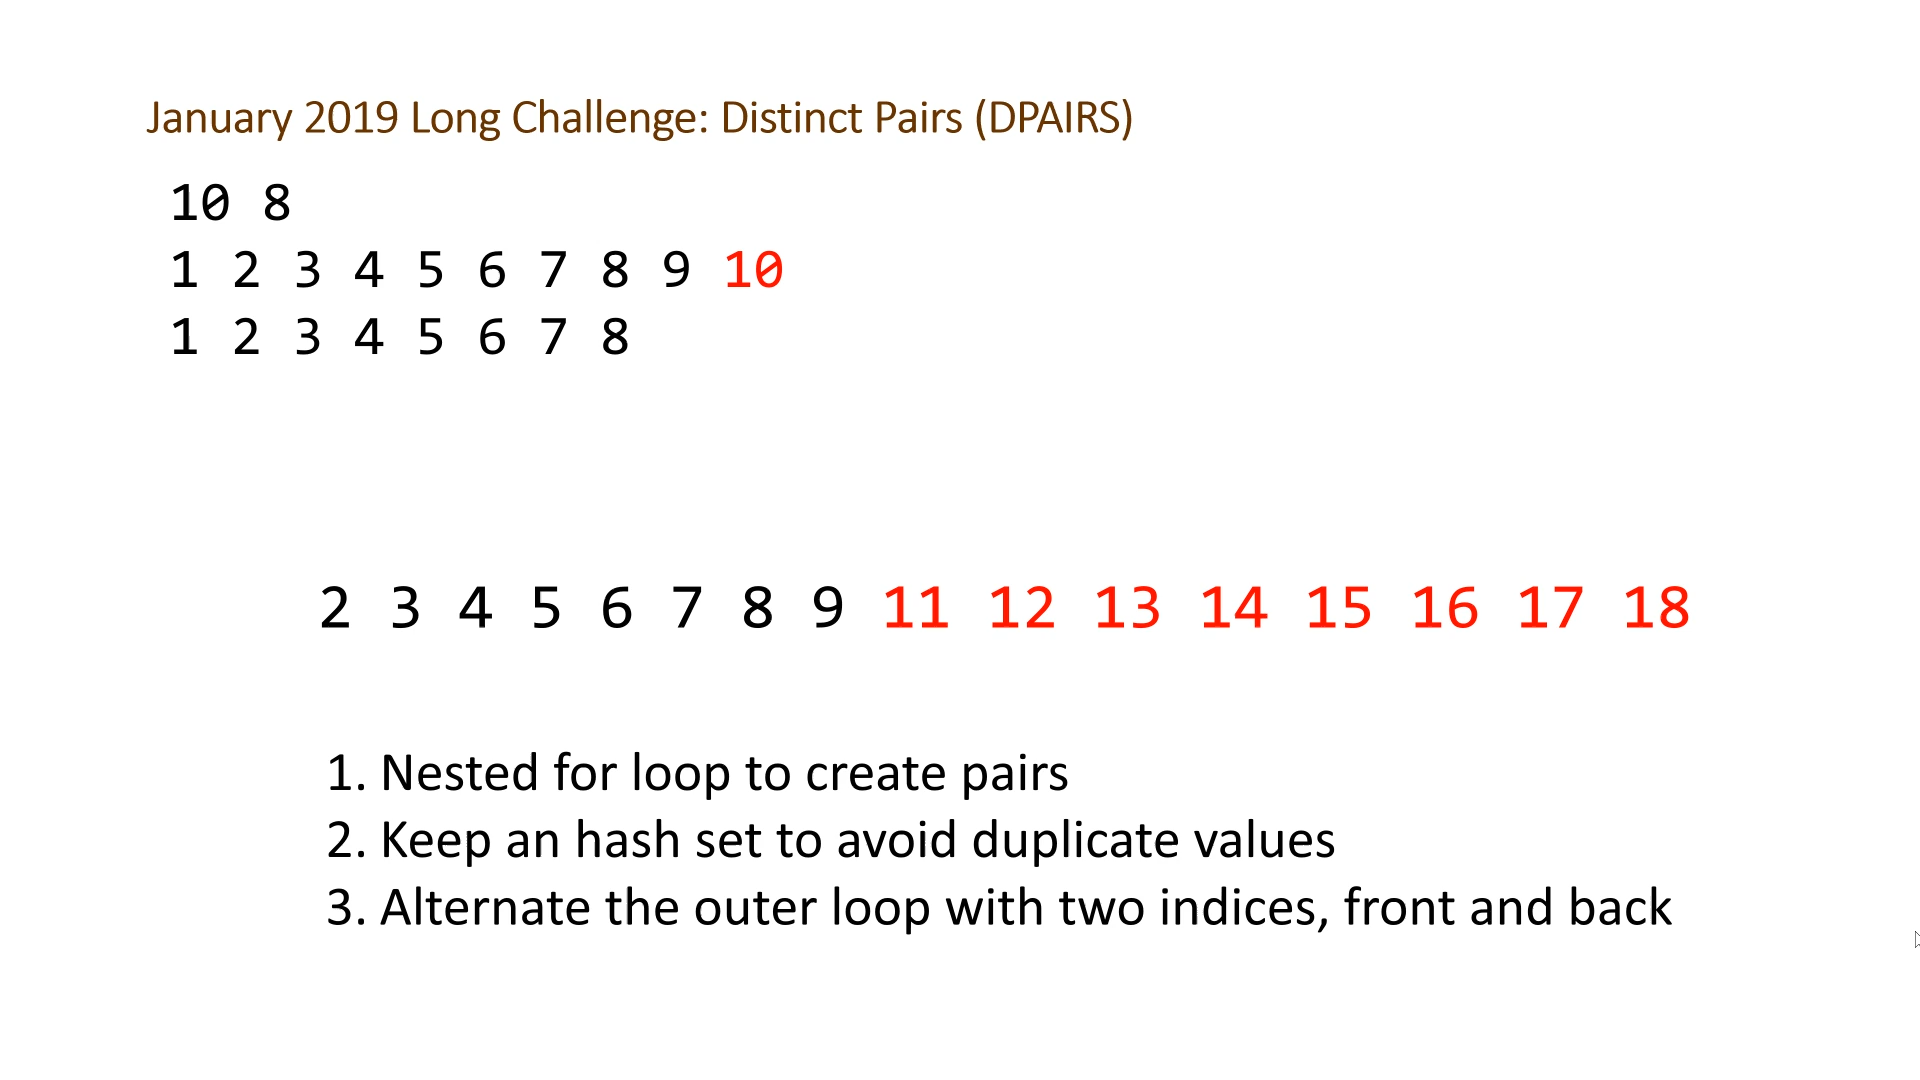 January 2019 Long Challenge: Distinct Pairs (DPAIRS)
10 8
1 2 3 4 5 6 7 8 9 10
1 2 3 4 5 6 7 8
2 3 4 5 6 7 8 9 11 12 13 14 15 16 17 18
1. Nested for loop to create pairs
2. Keep an hash set to avoid duplicate values
3. Alternate the outer loop with two indices, front and back